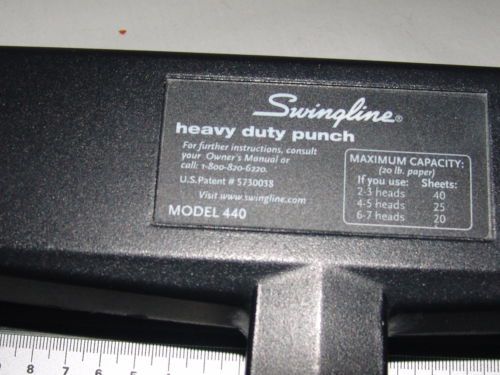 Swingline®
heavy duty punch
For further instructions, consult
your Owner's Manual or
call: 1-800-820-6220.
U.S.Patent # 5730038
Visit www.swingline.com
MODEL 440
MAXIMUM CAPACITY:
(20 lb. paper)
If you use: Sheets:
2-3 heads 40
4-5 heads 25
6-7 heads 20
9 8 7 6